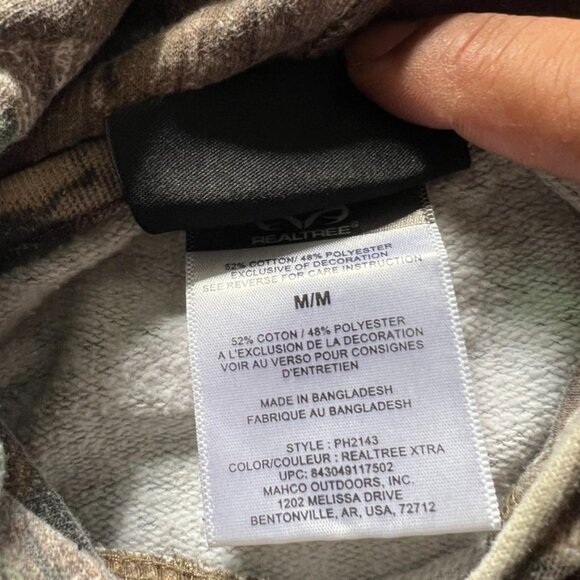 REALTREE®
52% COTTON/ 48% POLYESTER
EXCLUSIVE OF DECORATION
SEE REVERSE FOR CARE INSTRUCTION
M/M
52% COTON / 48% POLYESTER
A L'EXCLUSION DE LA DECORATION
VOIR AU VERSO POUR CONSIGNES
D'ENTRETIEN
MADE IN BANGLADESH
FABRIQUE AU BANGLADESH
STYLE : PH2143
COLOR/COULEUR : REALTREE XTRA
UPC: 843049117502
MAHCO OUTDOORS, INC.
1202 MELISSA DRIVE
BENTONVILLE, AR, USA, 72712